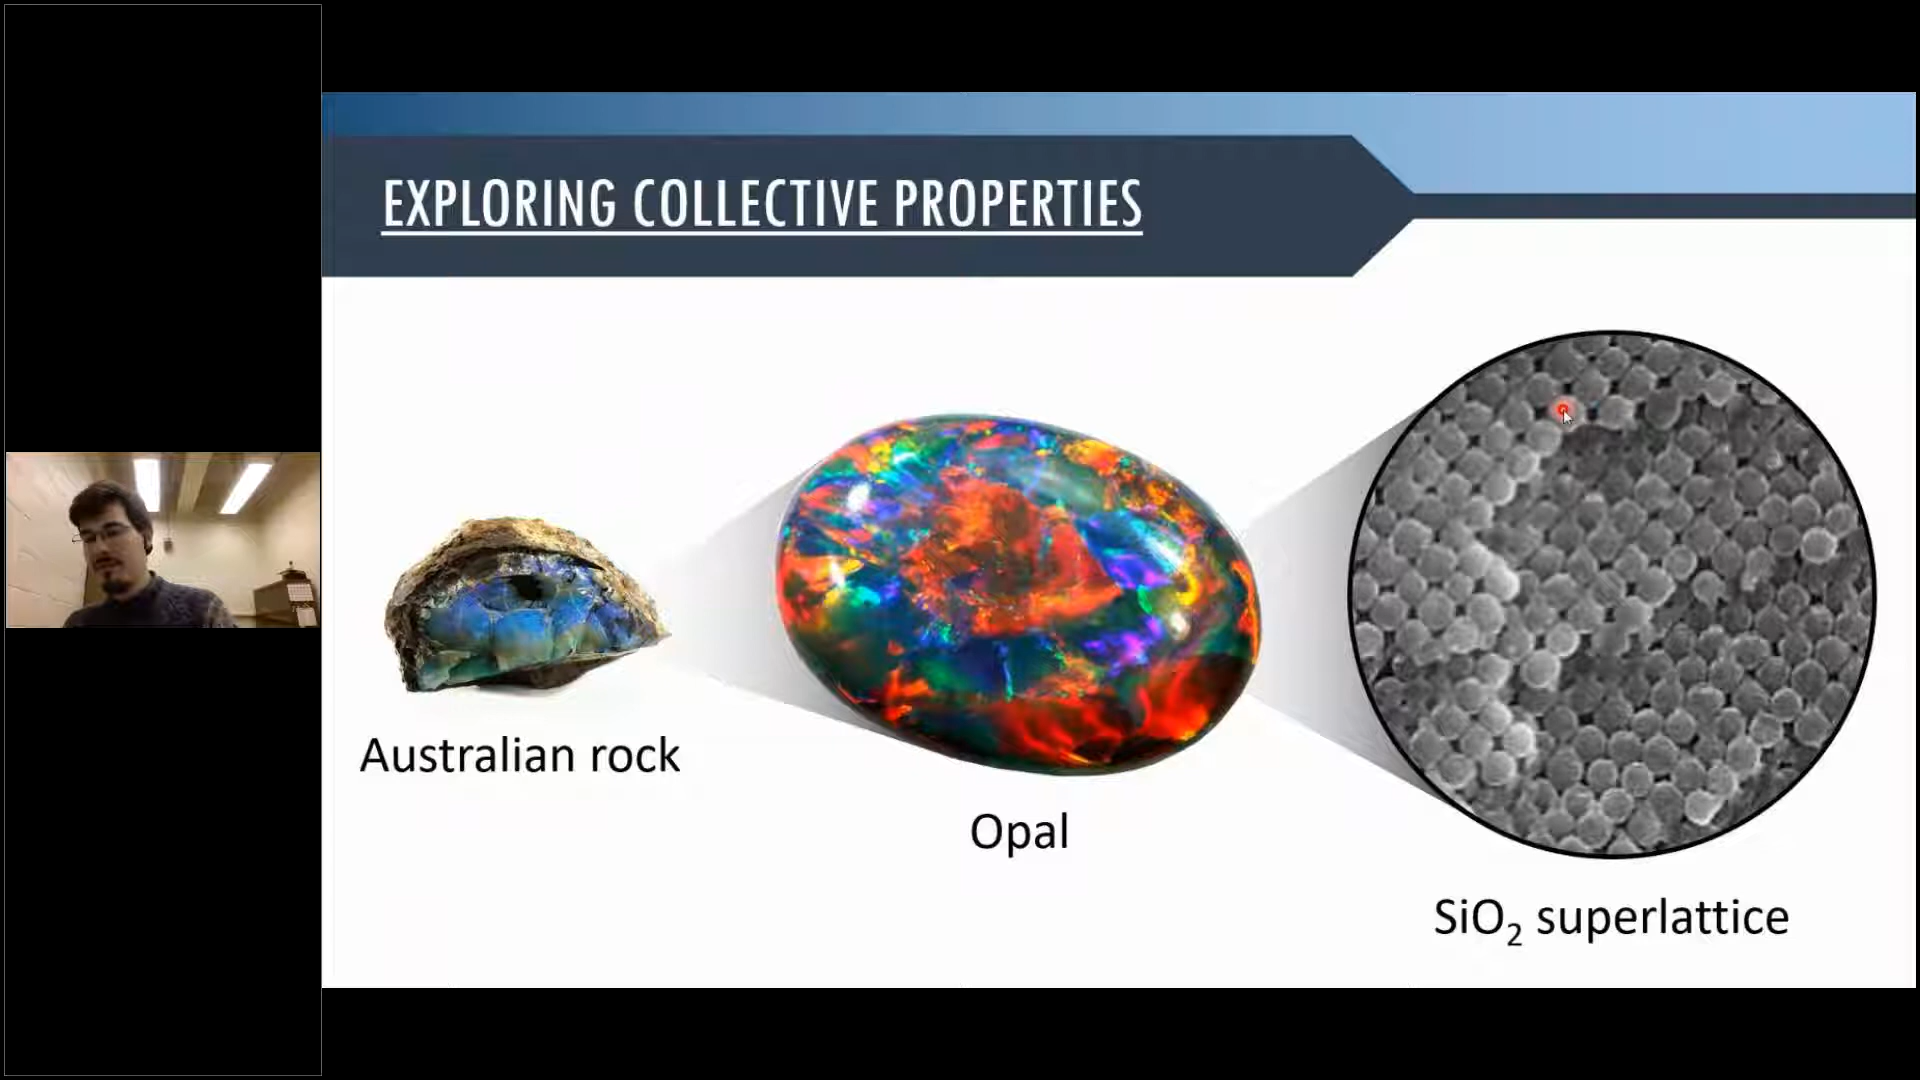 EXPLORING COLLECTIVE PROPERTIES
Australian rock
Opal
SiO₂ superlattice